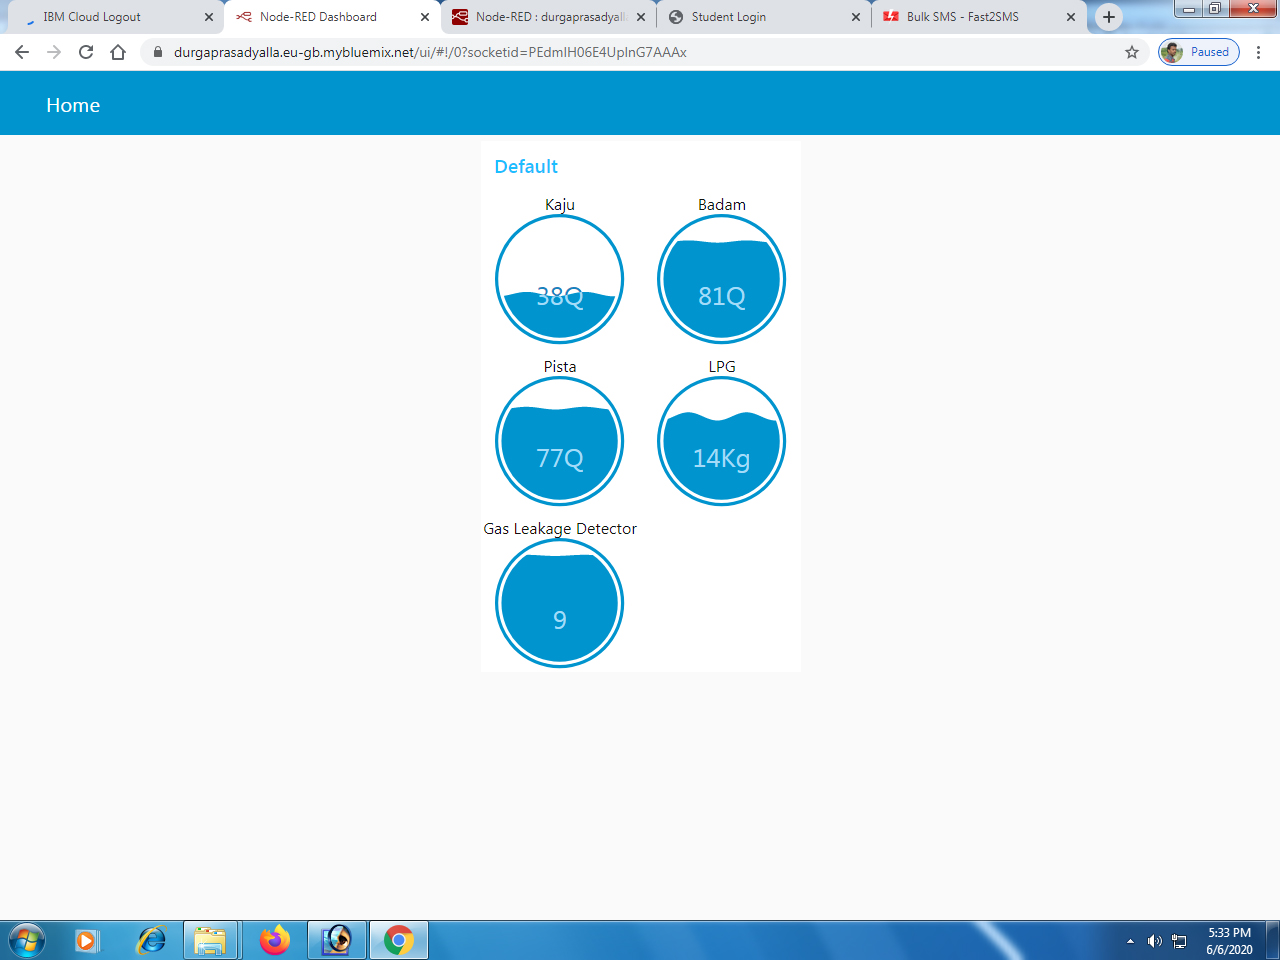 IBM Cloud Logout
Node-RED Dashboard
Node-RED : durgaprasadyall
Student Login
Bulk SMS - Fast2SMS
durgaprasadyalla.eu-gb.mybluemix.net/ui/#!/0?socketid=PEdmIH06E4UplnG7AAAx
Paused
Home
Default
Kaju
Badam
38Q
81Q
Pista
LPG
77Q
14Kg
Gas Leakage Detector
9
5:33 PM
6/6/2020